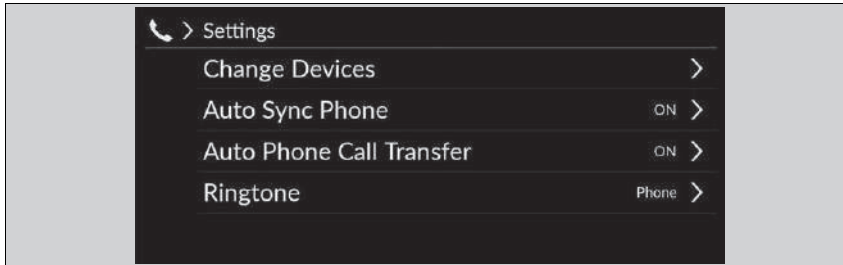 Settings
Change Devices
Auto Sync Phone ON
Auto Phone Call Transfer ON
Ringtone Phone